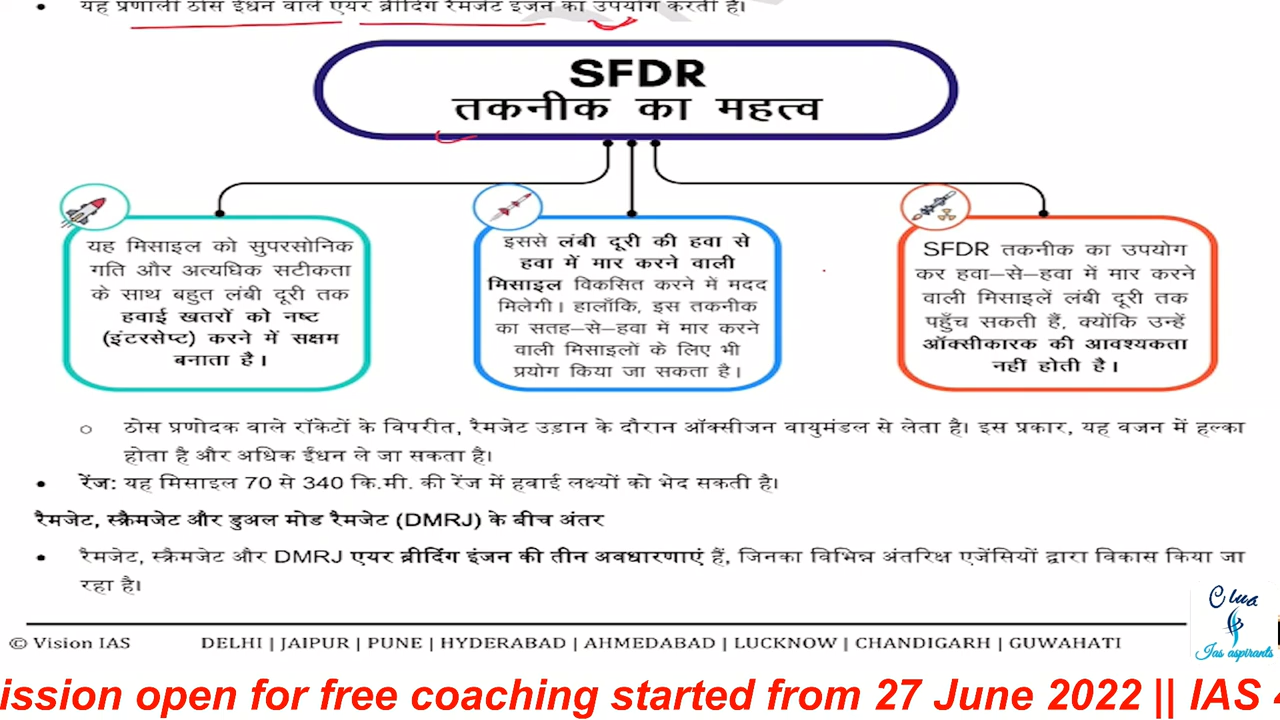 यह प्रणाली ठोस ईंधन वाले एयर ब्रीदिंग रैमजेट इंजन का उपयोग करती है।
SFDR
तकनीक का महत्व
यह मिसाइल को सुपरसोनिक
गति और अत्यधिक सटीकता
के साथ बहुत लंबी दूरी तक
हवाई खतरों को नष्ट
(इंटरसेप्ट) करने में सक्षम
बनाता है।
इससे लंबी दूरी की हवा से
हवा में मार करने वाली
मिसाइल विकसित करने में मदद
मिलेगी। हालाँकि, इस तकनीक
का सतह–से–हवा में मार करने
वाली मिसाइलों के लिए भी
प्रयोग किया जा सकता है।
SFDR तकनीक का उपयोग
कर हवा–से–हवा में मार करने
वाली मिसाइलें लंबी दूरी तक
पहुँच सकती हैं, क्योंकि उन्हें
ऑक्सीकारक की आवश्यकता
नहीं होती है।
ठोस प्रणोदक वाले रॉकेटों के विपरीत, रैमजेट उड़ान के दौरान ऑक्सीजन वायुमंडल से लेता है। इस प्रकार, यह वजन में हल्का
होता है और अधिक ईंधन ले जा सकता है।
रेंज: यह मिसाइल 70 से 340 कि.मी. की रेंज में हवाई लक्ष्यों को भेद सकती है।
रैमजेट, स्क्रैमजेट और डुअल मोड रैमजेट (DMRJ) के बीच अंतर
रैमजेट, स्क्रैमजेट और DMRJ एयर ब्रीदिंग इंजन की तीन अवधारणाएं हैं, जिनका विभिन्न अंतरिक्ष एजेंसियों द्वारा विकास किया जा
रहा है।
© Vision IAS DELHI | JAIPUR | PUNE | HYDERABAD | AHMEDABAD | LUCKNOW | CHANDIGARH | GUWAHATI
Ias aspirants
ission open for free coaching started from 27 June 2022 || IAS